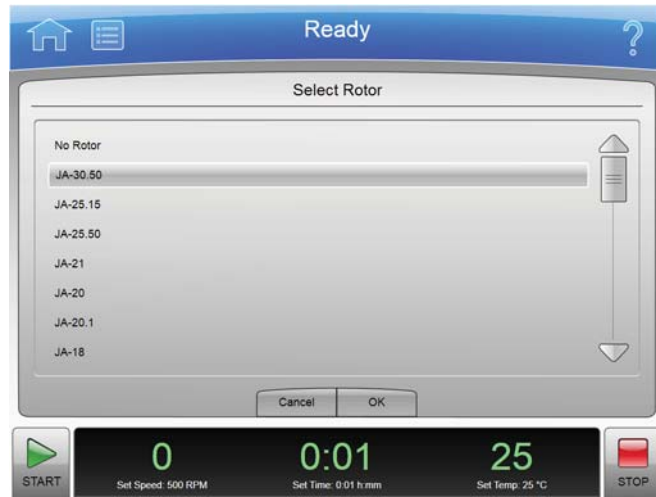 Ready
?
Select Rotor
No Rotor
JA-30.50
JA-25.15
JA-25.50
JA-21
JA-20
JA-20.1
JA-18
Cancel OK
0 0:01 25
START Set Speed: 500 RPM Set Time: 0:01 h:mm Set Temp: 25 °C STOP